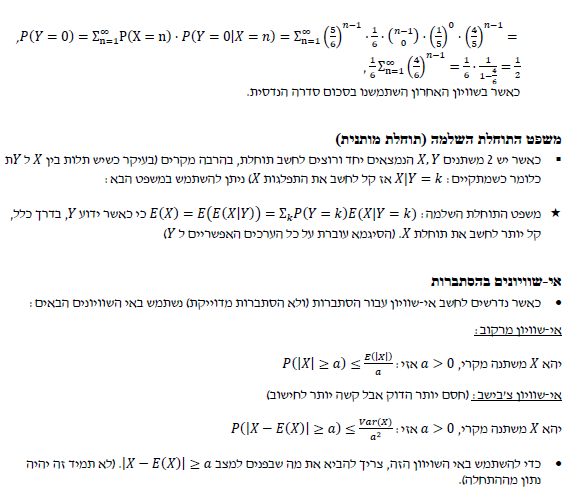 P(Y = 0) = Σ_{n=1}^{∞} P(X = n) · P(Y = 0|X = n) = Σ_{n=1}^{∞} (5/6)^{n−1} · 1/6 · (n−1 0) · (1/5)^0 · (4/5)^{n−1} =,
1/6 Σ_{n=1}^{∞} (4/6)^{n−1} = 1/6 · 1/(1−4/6) = 1/2 ,
כאשר בשוויון האחרון השתמשנו בסכום סדרה הנדסית.
משפט התוחלת השלמה (תוחלת מותנית)
▪ כאשר יש 2 משתנים X, Y הנמצאים יחד ורוצים לחשב תוחלת, בהרבה מקרים (בעיקר כשיש תלות בין X ל Yת
כלומר כשמתקיים : X|Y = k אז קל לחשב את התפלגות X) ניתן להשתמש במשפט הבא :
★ משפט התוחלת השלמה : E(X) = E(E(X|Y)) = Σ_k P(Y = k)E(X|Y = k) כי כאשר ידוע Y, בדרך כלל,
קל יותר לחשב את תוחלת X. (הסיגמא עוברת על כל הערכים האפשריים ל Y)
אי-שוויונים בהסתברות
• כאשר נדרשים לחשב אי-שוויון עבור הסתברות (ולא הסתברות מדוייקת) נשתמש באי השוויונים הבאים :
אי-שוויון מרקוב :
יהא X משתנה מקרי, a > 0 אזי : P(|X| ≥ a) ≤ E(|X|)/a
אי-שוויון צ'בישב : (חסם יותר הדוק אבל קשה יותר לחישוב)
יהא X משתנה מקרי, a > 0 אזי : P(|X − E(X)| ≥ a) ≤ Var(X)/a²
• כדי להשתמש באי השוויון הזה, צריך להביא את מה שבפנים למצב |X − E(X)| ≥ a. (לא תמיד זה יהיה
נתון מההתחלה).